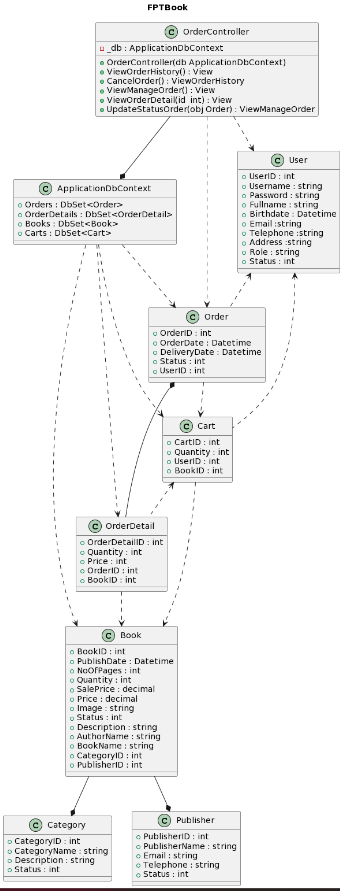 FPTBook
C OrderController
_db : ApplicationDbContext
OrderController(db ApplicationDbContext)
ViewOrderHistory() : View
CancelOrder() : ViewOrderHistory
ViewManageOrder() : View
ViewOrderDetail(id int) : View
UpdateStatusOrder(obj Order) : ViewManageOrder
C User
UserID : int
Username : string
Password : string
Fullname : string
Birthdate : Datetime
Email :string
Telephone :string
Address :string
Role : string
Status : int
C ApplicationDbContext
Orders : DbSet<Order>
OrderDetails : DbSet<OrderDetail>
Books : DbSet<Book>
Carts : DbSet<Cart>
C Order
OrderID : int
OrderDate : Datetime
DeliveryDate : Datetime
Status : int
UserID : int
C Cart
CartID : int
Quantity : int
UserID : int
BookID : int
C OrderDetail
OrderDetailID : int
Quantity : int
Price : int
OrderID : int
BookID : int
C Book
BookID : int
PublishDate : Datetime
NoOfPages : int
Quantity : int
SalePrice : decimal
Price : decimal
Image : string
Status : int
Description : string
AuthorName : string
BookName : string
CategoryID : int
PublisherID : int
C Category
CategoryID : int
CategoryName : string
Description : string
Status : int
C Publisher
PublisherID : int
PublisherName : string
Email : string
Telephone : string
Status : int